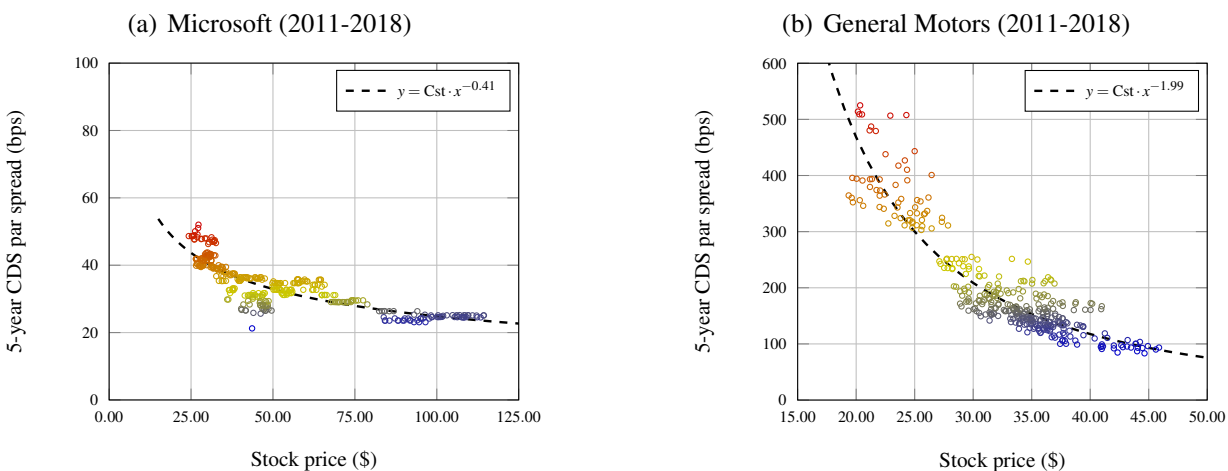 (a) Microsoft (2011-2018)
100
80
60
40
20
0
0.00 25.00 50.00 75.00 100.00 125.00
5-year CDS par spread (bps)
Stock price ($)
y = Cst · x^−0.41
(b) General Motors (2011-2018)
600
500
400
300
200
100
0
15.00 20.00 25.00 30.00 35.00 40.00 45.00 50.00
5-year CDS par spread (bps)
Stock price ($)
y = Cst · x^−1.99